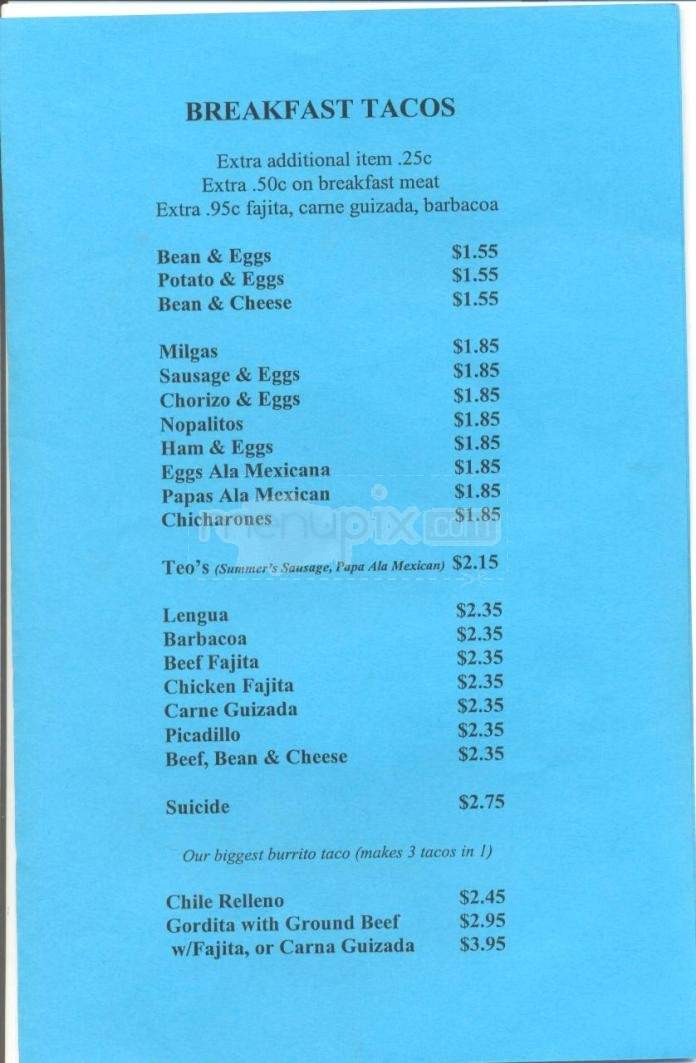 BREAKFAST TACOS
Extra additional item .25c
Extra .50c on breakfast meat
Extra .95c fajita, carne guizada, barbacoa
Bean & Eggs $1.55
Potato & Eggs $1.55
Bean & Cheese $1.55
Milgas $1.85
Sausage & Eggs $1.85
Chorizo & Eggs $1.85
Nopalitos $1.85
Ham & Eggs $1.85
Eggs Ala Mexicana $1.85
Papas Ala Mexican $1.85
Chicharones $1.85
menupix.com
Teo's (Summer's Sausage, Papa Ala Mexican) $2.15
Lengua $2.35
Barbacoa $2.35
Beef Fajita $2.35
Chicken Fajita $2.35
Carne Guizada $2.35
Picadillo $2.35
Beef, Bean & Cheese $2.35
Suicide $2.75
Our biggest burrito taco (makes 3 tacos in 1)
Chile Relleno $2.45
Gordita with Ground Beef $2.95
w/Fajita, or Carna Guizada $3.95